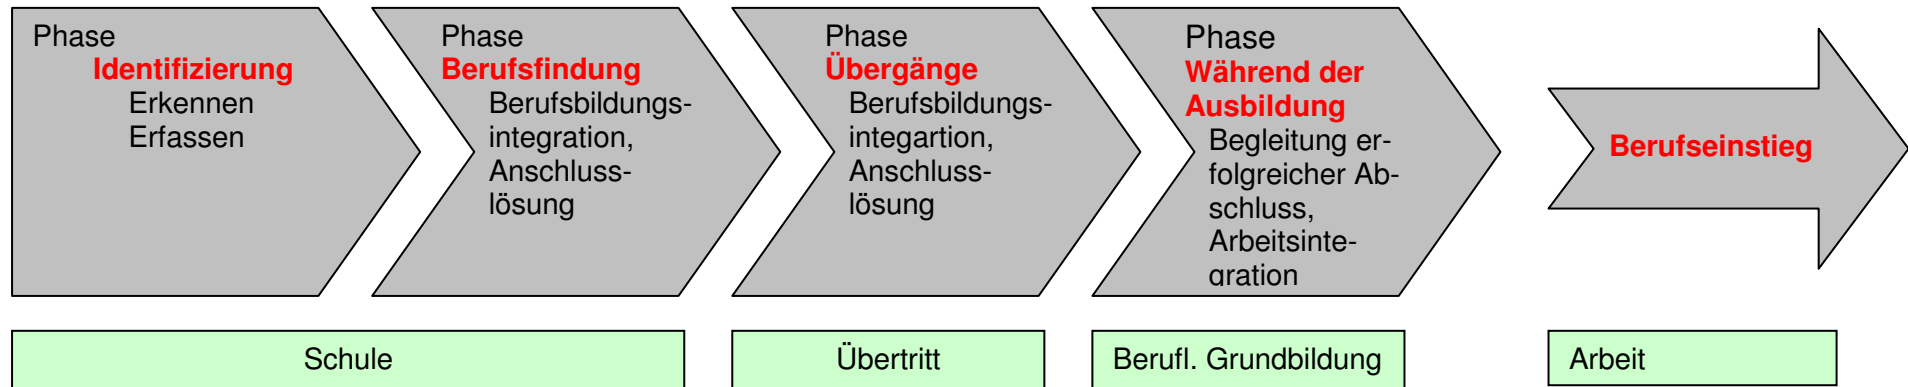 Phase
Identifizierung
Erkennen
Erfassen
Phase
Berufsfindung
Berufsbildungs-
integration,
Anschluss-
lösung
Phase
Übergänge
Berufsbildungs-
integartion,
Anschluss-
lösung
Phase
Während der
Ausbildung
Begleitung er-
folgreicher Ab-
schluss,
Arbeitsinte-
gration
Berufseinstieg
Schule
Übertritt
Berufl. Grundbildung
Arbeit